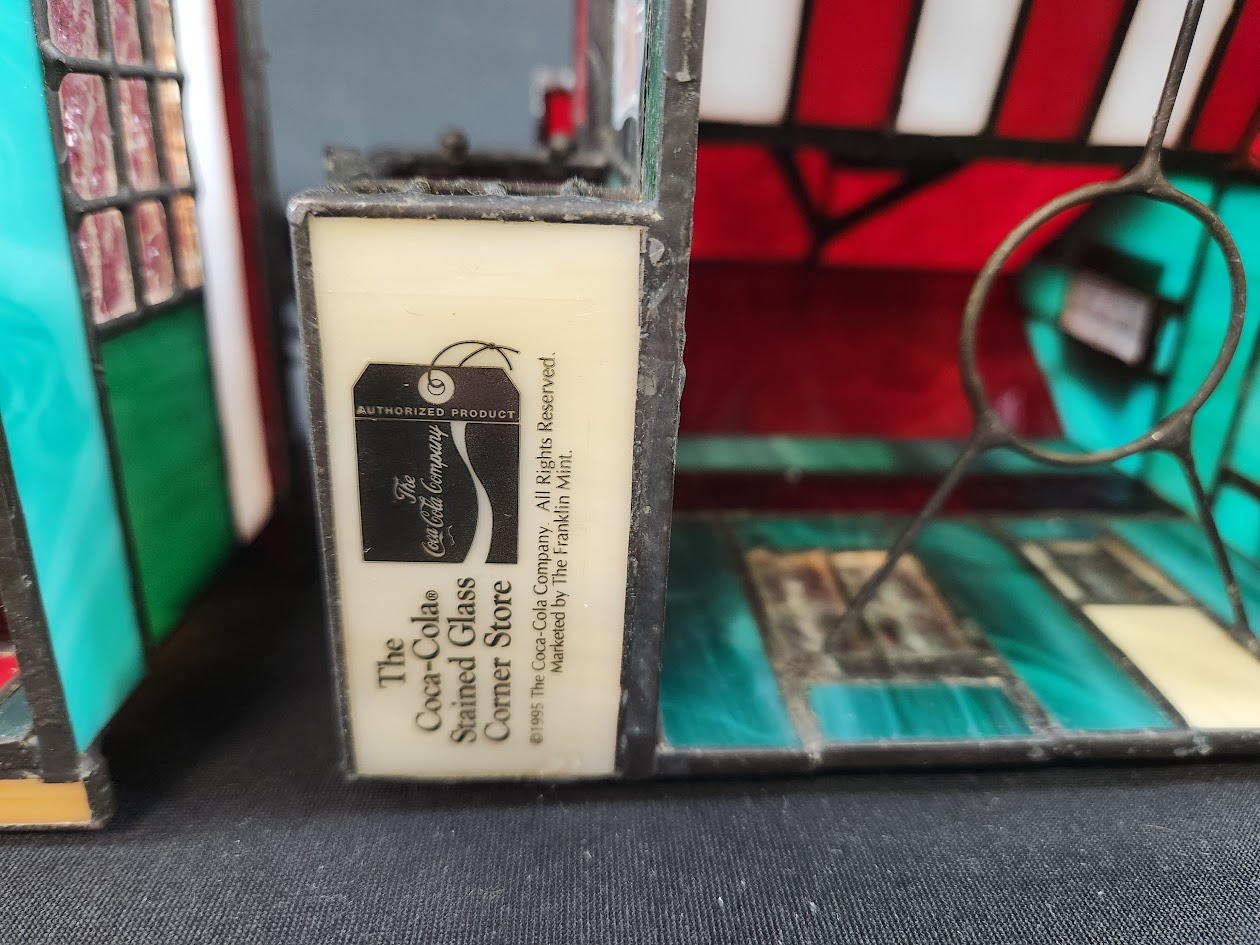 AUTHORIZED PRODUCT
The
Coca-Cola Company
The
Coca-Cola®
Stained Glass
Corner Store
©1995 The Coca-Cola Company All Rights Reserved.
Marketed by The Franklin Mint.